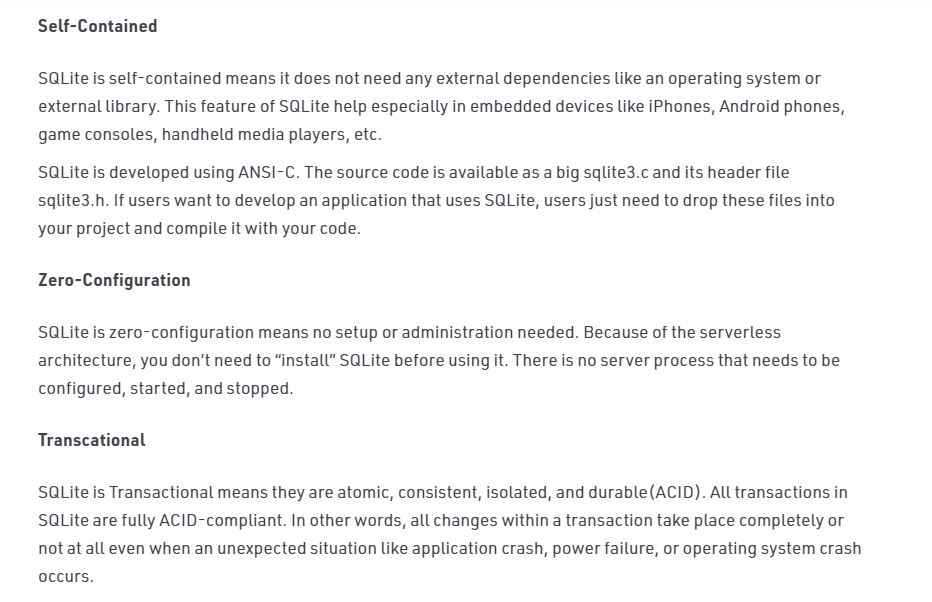 Self-Contained
SQLite is self-contained means it does not need any external dependencies like an operating system or
external library. This feature of SQLite help especially in embedded devices like iPhones, Android phones,
game consoles, handheld media players, etc.
SQLite is developed using ANSI-C. The source code is available as a big sqlite3.c and its header file
sqlite3.h. If users want to develop an application that uses SQLite, users just need to drop these files into
your project and compile it with your code.
Zero-Configuration
SQLite is zero-configuration means no setup or administration needed. Because of the serverless
architecture, you don’t need to “install” SQLite before using it. There is no server process that needs to be
configured, started, and stopped.
Transcational
SQLite is Transactional means they are atomic, consistent, isolated, and durable(ACID). All transactions in
SQLite are fully ACID-compliant. In other words, all changes within a transaction take place completely or
not at all even when an unexpected situation like application crash, power failure, or operating system crash
occurs.